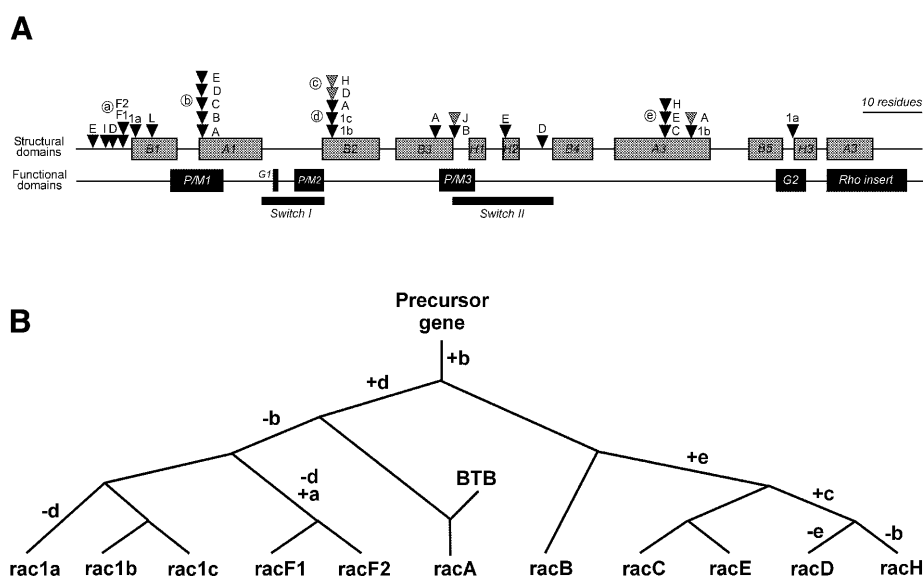 A
E
D
C
B
A
b
a
F2
F1
E
I
D
1a
L
c
H
D
A
d
1c
1b
A
J
B
E
D
e
H
E
C
A
1b
1a
10 residues
Structural
domains
B1
A1
B2
B3
H1
H2
B4
A3
B5
H3
A3
Functional
domains
P/M1
G1
P/M2
P/M3
G2
Rho insert
Switch I
Switch II
B
Precursor
gene
+b
+d
-b
-d
+a
BTB
+e
+c
-d
-e
-b
rac1a rac1b rac1c racF1 racF2 racA racB racC racE racD racH